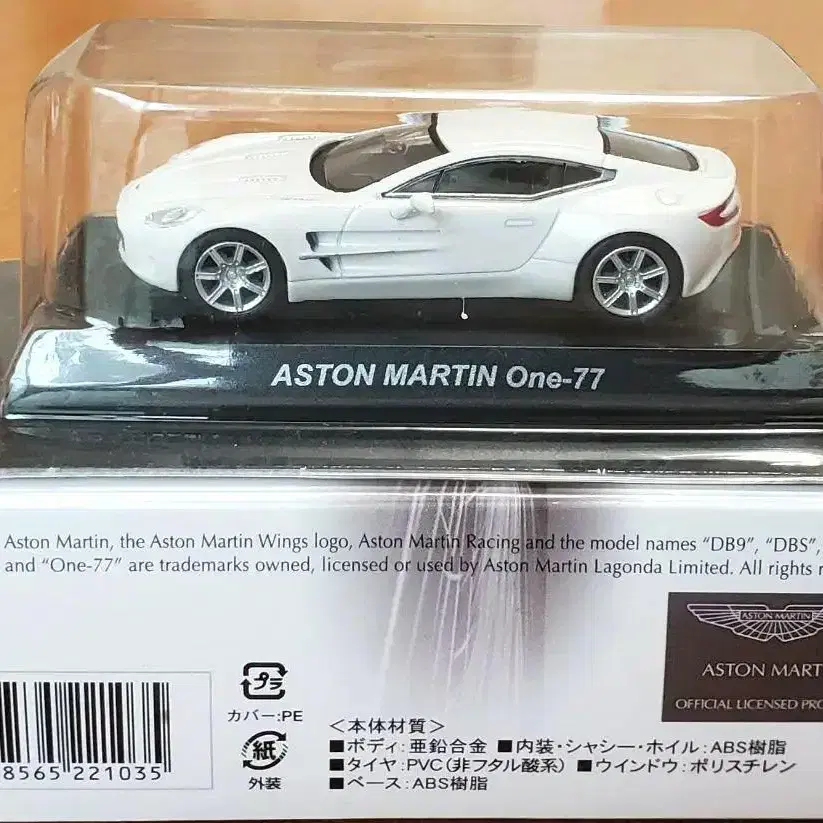 ASTON MARTIN One-77
Aston Martin, the Aston Martin Wings logo, Aston Martin Racing and the model names “DB9”, “DBS”,
and “One-77” are trademarks owned, licensed or used by Aston Martin Lagonda Limited. All rights
ASTON MARTIN
ASTON MART
OFFICIAL LICENSED PRO
8565 221035
プラ
カバー:PE
紙
外装
＜本体材質＞
■ボディ:亜鉛合金 ■内装・シャシー・ホイル:ABS樹脂
■タイヤ:PVC(非フタル酸系) ■ウインドウ:ポリスチレン
■ベース:ABS樹脂